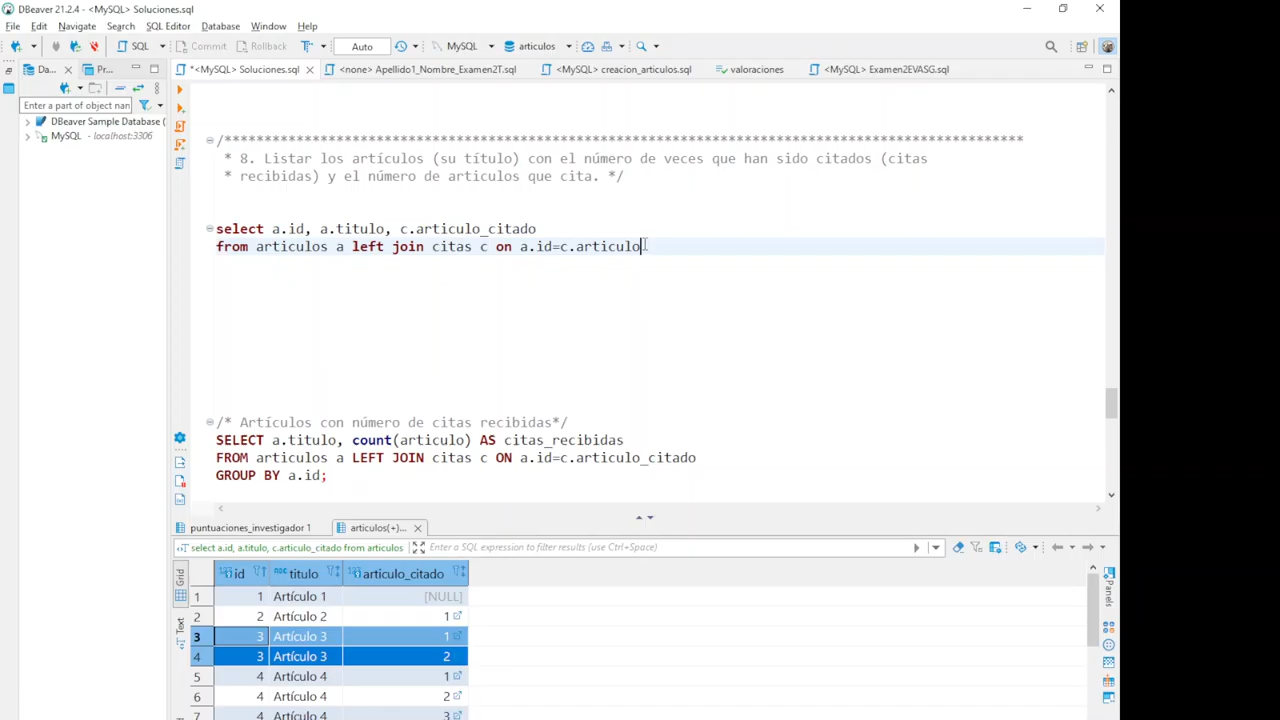 DBeaver 21.2.4 - <MySQL> Soluciones.sql
File Edit Navigate Search SQL Editor Database Window Help
SQL Commit Rollback Auto MySQL articulos
Da... Pr... *<MySQL> Soluciones.sql <none> Apellido1_Nombre_Examen2T.sql <MySQL> creacion_articulos.sql valoraciones <MySQL> Examen2EVASG.sql
Enter a part of object nan
DBeaver Sample Database (
MySQL - localhost:3306
/****************************************************************************************************
* 8. Listar los artículos (su título) con el número de veces que han sido citados (citas
* recibidas) y el número de articulos que cita. */
select a.id, a.titulo, c.articulo_citado
from articulos a left join citas c on a.id=c.articulo
/* Artículos con número de citas recibidas*/
SELECT a.titulo, count(articulo) AS citas_recibidas
FROM articulos a LEFT JOIN citas c ON a.id=c.articulo_citado
GROUP BY a.id;
puntuaciones_investigador 1 articulos(+)...
select a.id, a.titulo, c.articulo_citado from articulos Enter a SQL expression to filter results (use Ctrl+Space)
Grid
Text
Panels
id titulo articulo_citado
1 1 Artículo 1 [NULL]
2 2 Artículo 2 1
3 3 Artículo 3 1
4 3 Artículo 3 2
5 4 Artículo 4 1
6 4 Artículo 4 2
7 4 Artículo 4 3